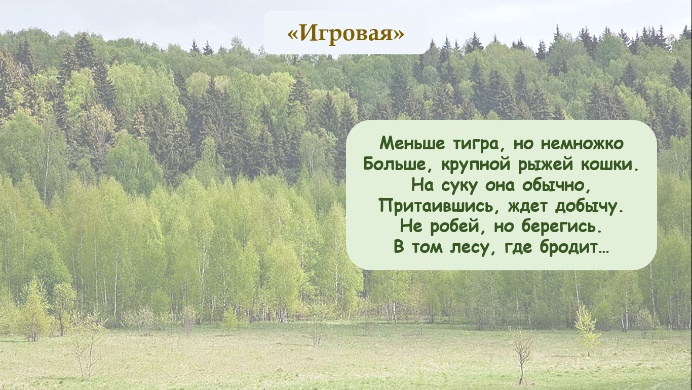 «Игровая»
Меньше тигра, но немножко
Больше, крупной рыжей кошки.
На суку она обычно,
Притаившись, ждет добычу.
Не робей, но берегись.
В том лесу, где бродит…